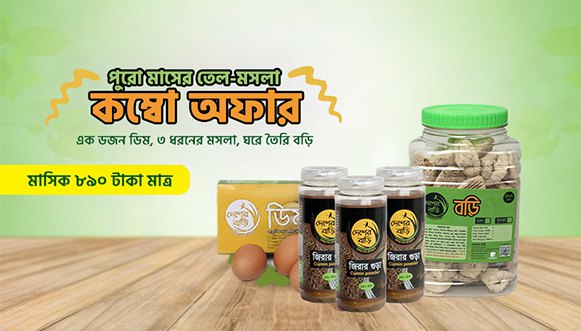 পুরো মাসের তেল-মসলা
কম্বো অফার
এক ডজন ডিম, ৩ ধরনের মসলা, ঘরে তৈরি বড়ি
মাসিক ৮৯০ টাকা মাত্র
দেশের বাড়ি
ডিম
দেশের বাড়ি
জিরার গুড়া
Cumin powder
দেশের বাড়ি
জিরার গুড়া
Cumin powder
দেশের বাড়ি
জিরার গুড়া
Cumin powder
দেশের বাড়ি
বড়ি